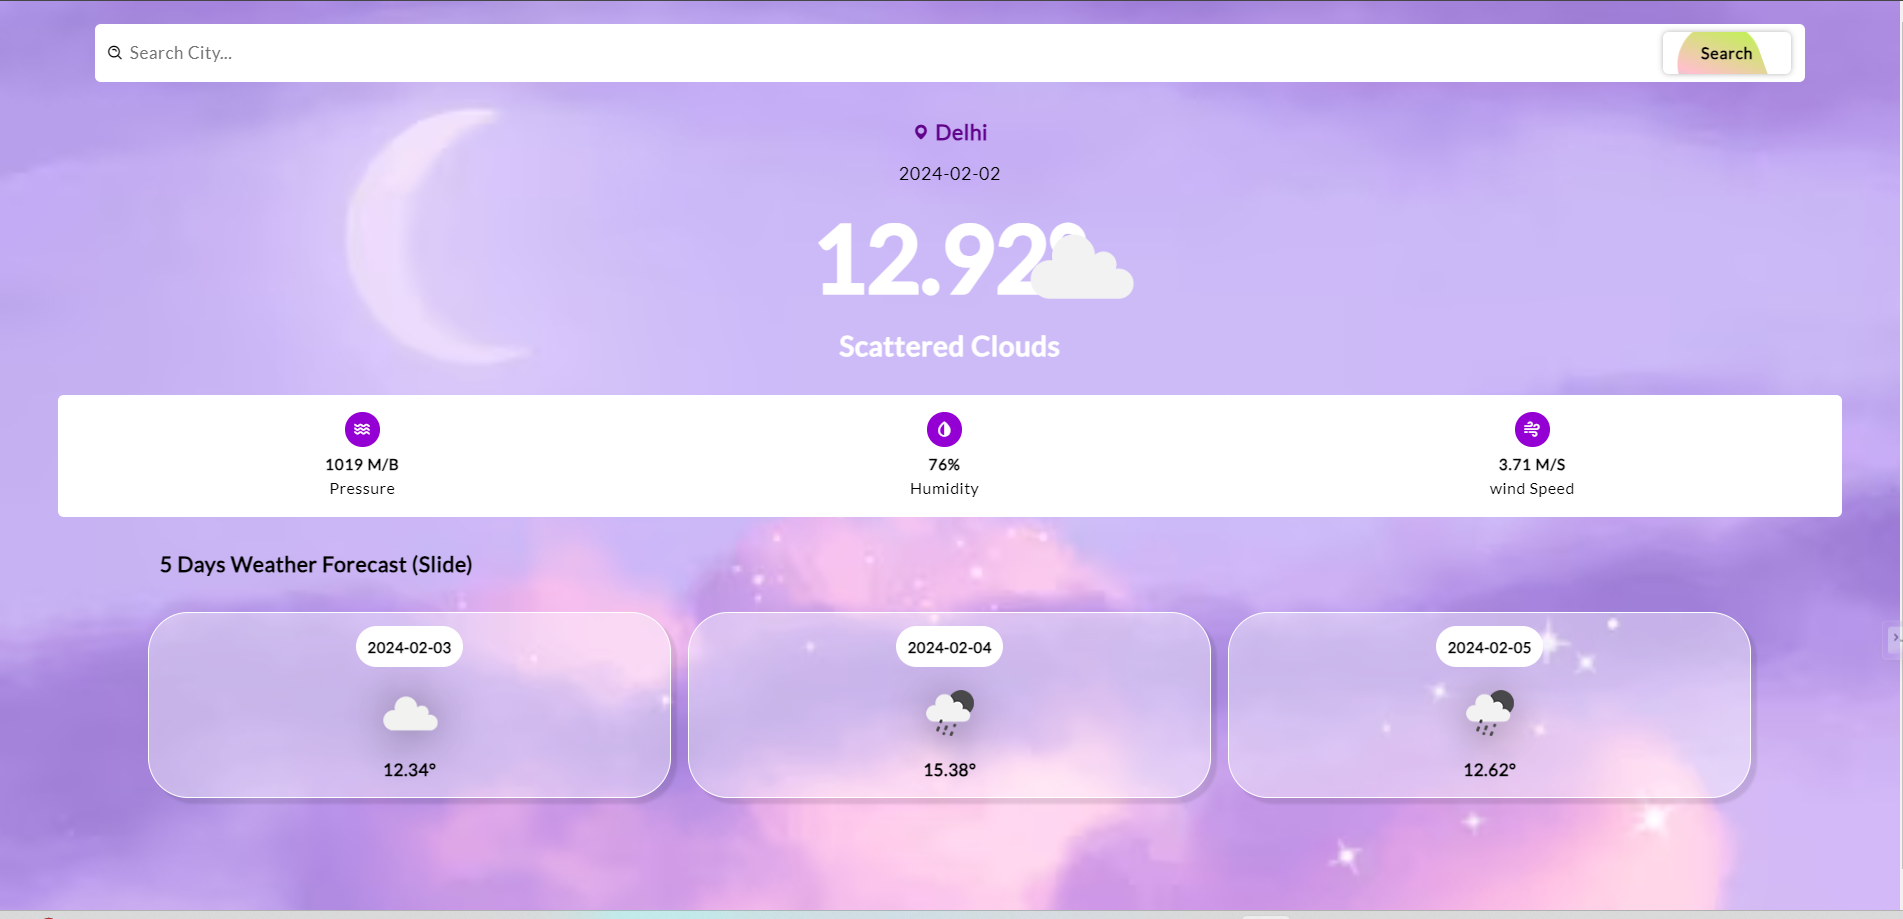 Search City...
Search
Delhi
2024-02-02
12.92°
Scattered Clouds
1019 M/B
Pressure
76%
Humidity
3.71 M/S
wind Speed
5 Days Weather Forecast (Slide)
2024-02-03
12.34°
2024-02-04
15.38°
2024-02-05
12.62°